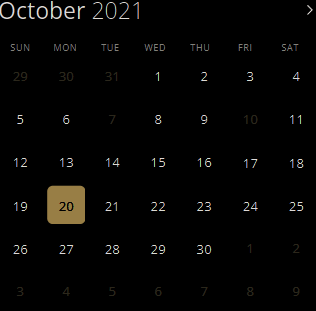 October 2021 >
SUN MON TUE WED THU FRI SAT
29 30 31 1 2 3 4
5 6 7 8 9 10 11
12 13 14 15 16 17 18
19 20 21 22 23 24 25
26 27 28 29 30 1 2
3 4 5 6 7 8 9